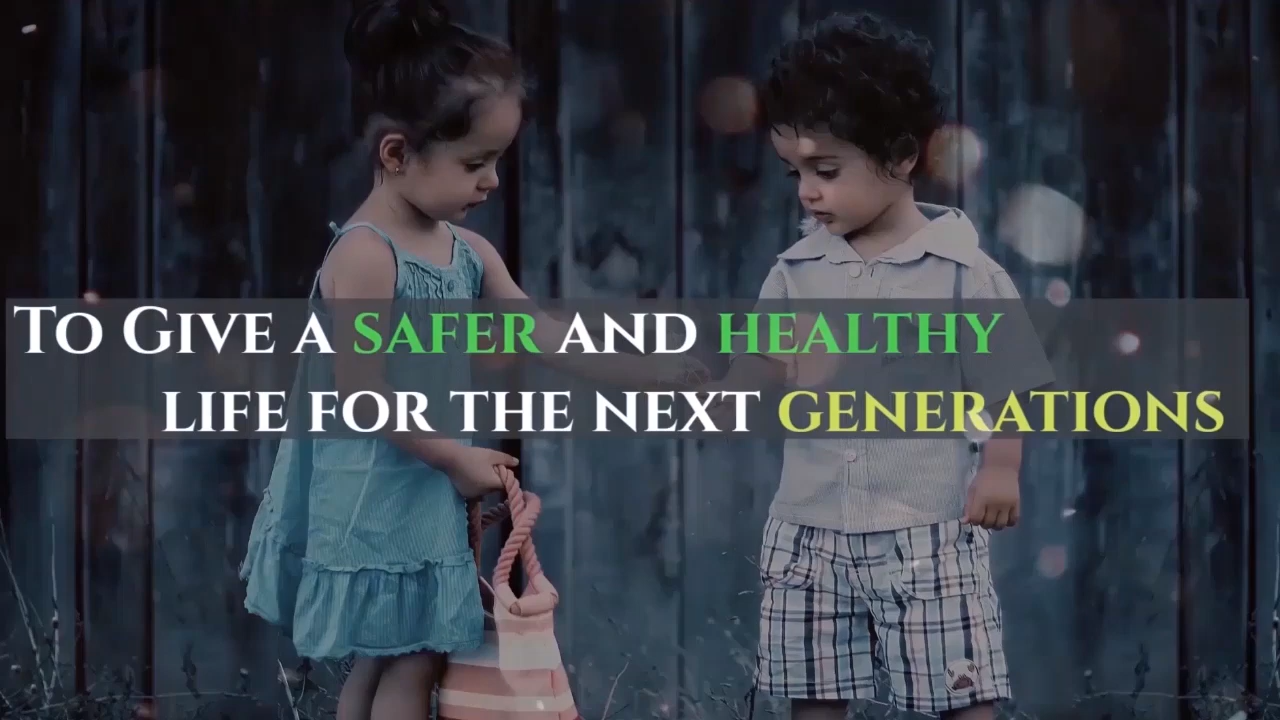 To Give a safer and healthy
life for the next generations